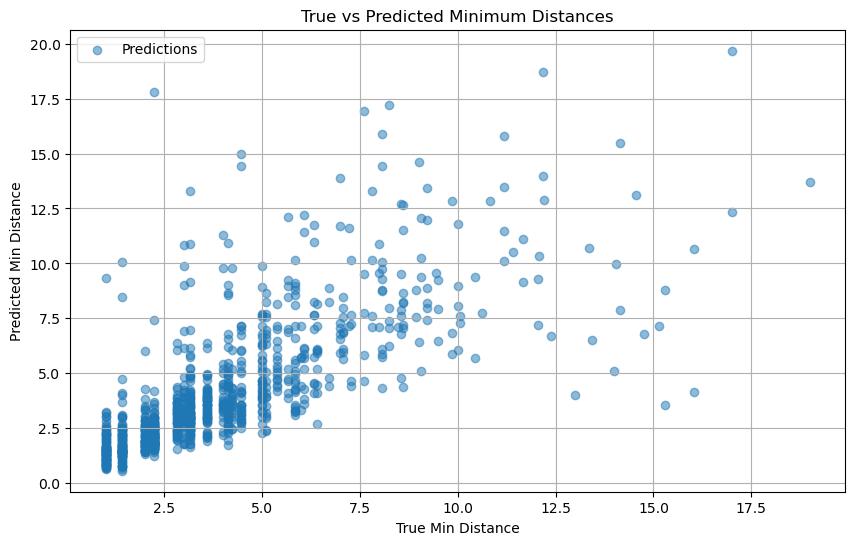 True vs Predicted Minimum Distances
Predictions
Predicted Min Distance
20.0
17.5
15.0
12.5
10.0
7.5
5.0
2.5
0.0
2.5 5.0 7.5 10.0 12.5 15.0 17.5
True Min Distance